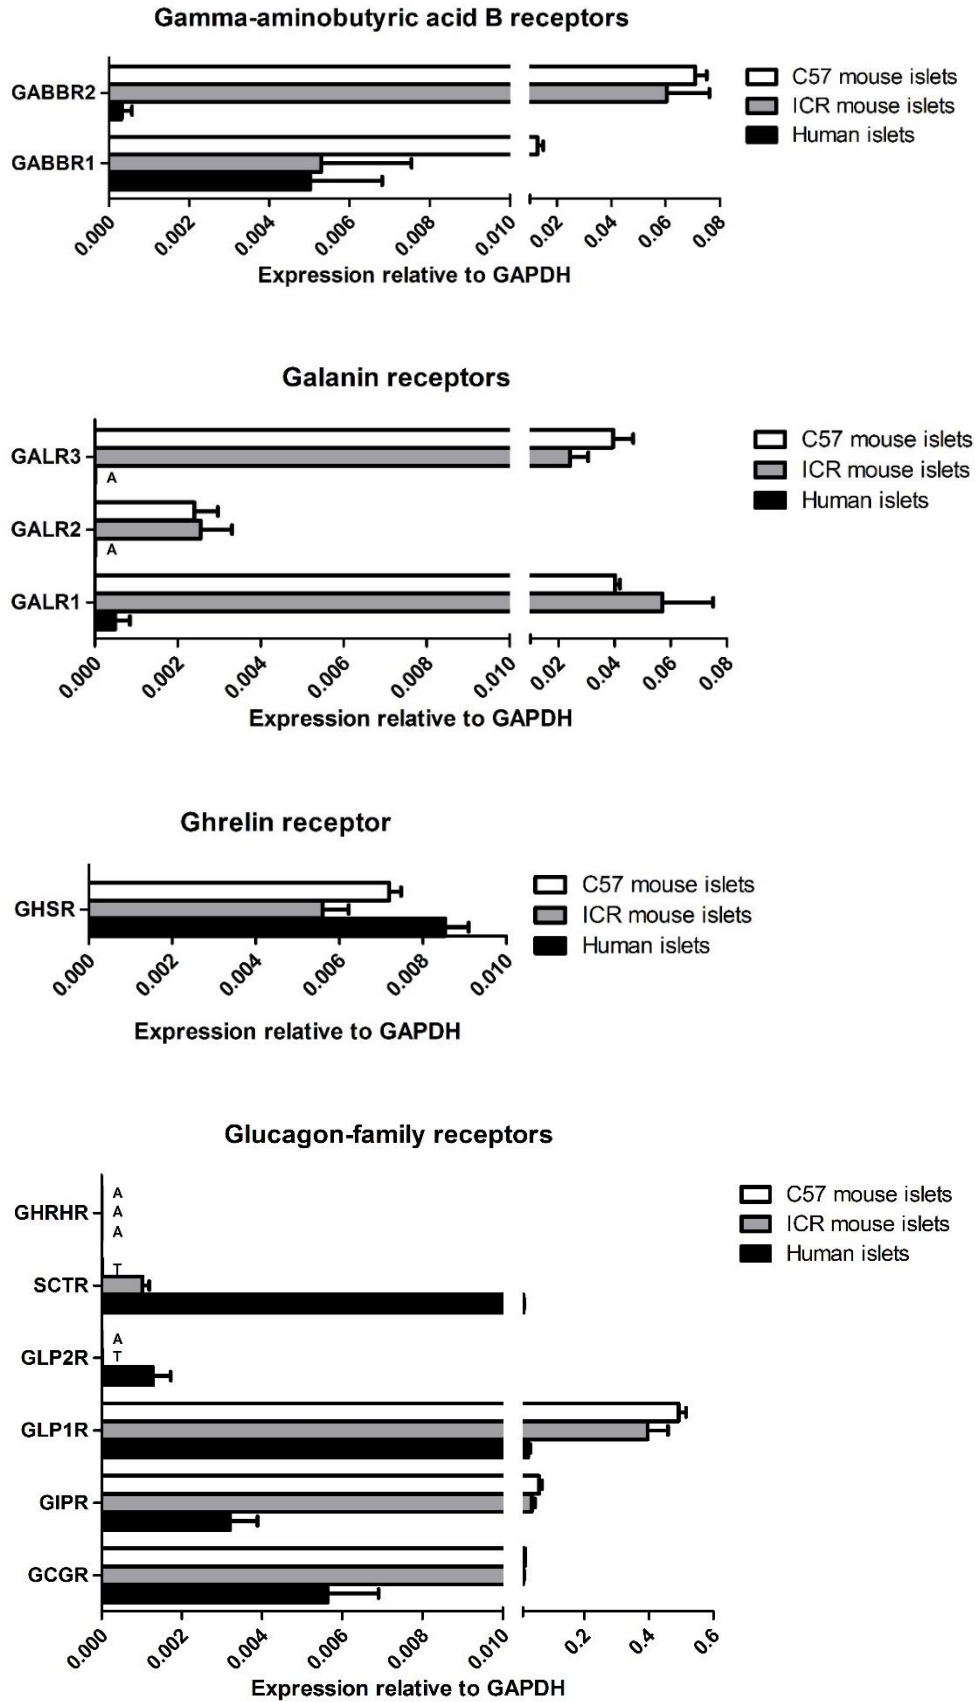 Gamma-aminobutyric acid B receptors
GABBR2
GABBR1
C57 mouse islets
ICR mouse islets
Human islets
0.000 0.002 0.004 0.006 0.008 0.010 0.02 0.04 0.06 0.08
Expression relative to GAPDH
Galanin receptors
GALR3
A
GALR2
A
GALR1
C57 mouse islets
ICR mouse islets
Human islets
0.000 0.002 0.004 0.006 0.008 0.010 0.02 0.04 0.06 0.08
Expression relative to GAPDH
Ghrelin receptor
GHSR
C57 mouse islets
ICR mouse islets
Human islets
0.000 0.002 0.004 0.006 0.008 0.010
Expression relative to GAPDH
Glucagon-family receptors
C57 mouse islets
ICR mouse islets
Human islets
A
GHRHR A
A
T
SCTR
A
GLP2R T
GLP1R
GIPR
GCGR
0.000 0.002 0.004 0.006 0.008 0.010 0.2 0.4 0.6
Expression relative to GAPDH